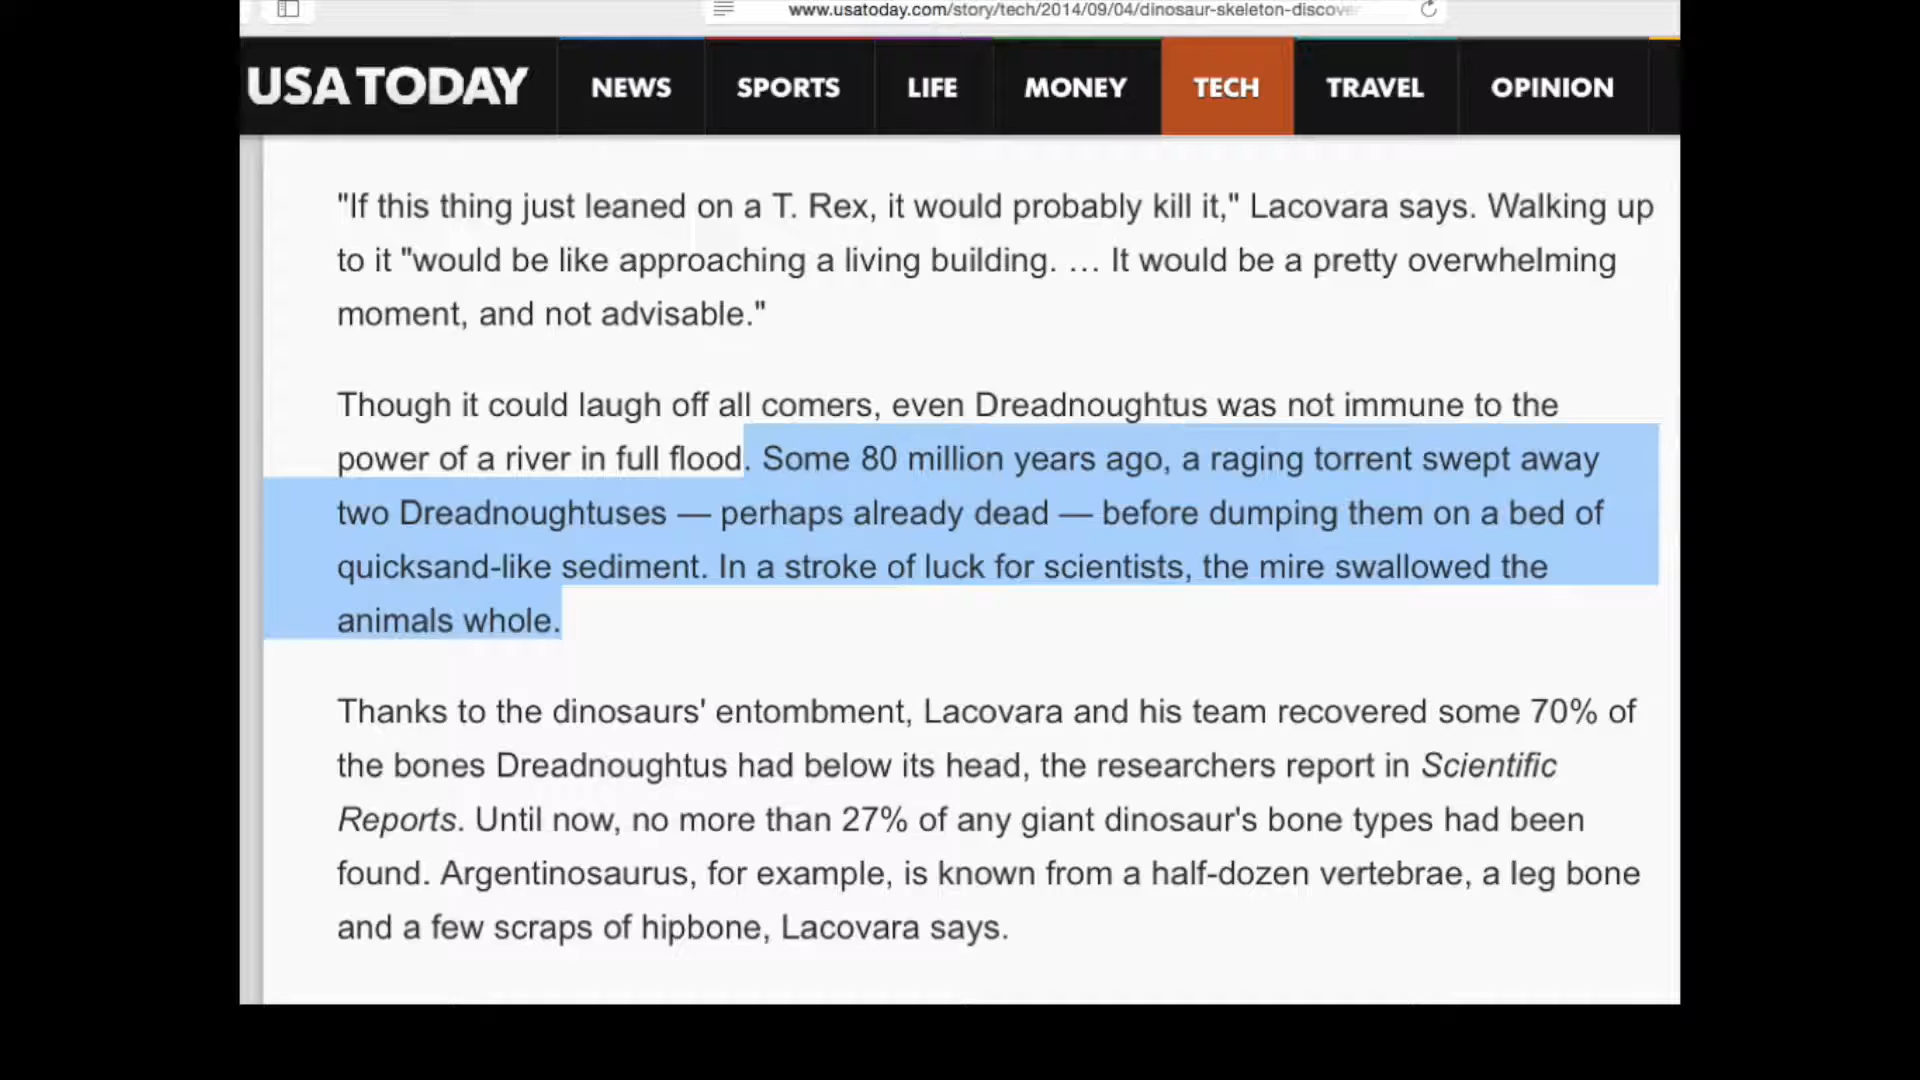 www.usatoday.com/story/tech/2014/09/04/dinosaur-skeleton-discove
USA TODAY NEWS SPORTS LIFE MONEY TECH TRAVEL OPINION
"If this thing just leaned on a T. Rex, it would probably kill it," Lacovara says. Walking up
to it "would be like approaching a living building. … It would be a pretty overwhelming
moment, and not advisable."
Though it could laugh off all comers, even Dreadnoughtus was not immune to the
power of a river in full flood. Some 80 million years ago, a raging torrent swept away
two Dreadnoughtuses — perhaps already dead — before dumping them on a bed of
quicksand-like sediment. In a stroke of luck for scientists, the mire swallowed the
animals whole.
Thanks to the dinosaurs' entombment, Lacovara and his team recovered some 70% of
the bones Dreadnoughtus had below its head, the researchers report in Scientific
Reports. Until now, no more than 27% of any giant dinosaur's bone types had been
found. Argentinosaurus, for example, is known from a half-dozen vertebrae, a leg bone
and a few scraps of hipbone, Lacovara says.